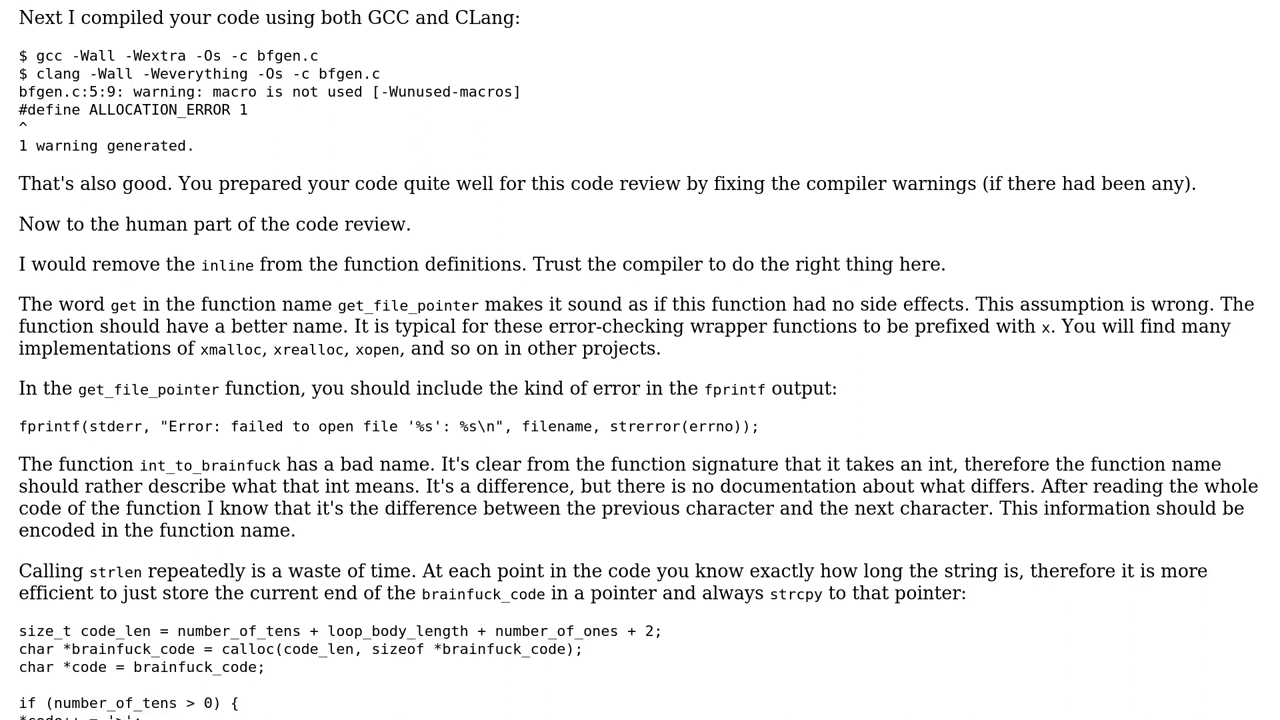 Next I compiled your code using both GCC and CLang:
$ gcc -Wall -Wextra -Os -c bfgen.c
$ clang -Wall -Weverything -Os -c bfgen.c
bfgen.c:5:9: warning: macro is not used [-Wunused-macros]
#define ALLOCATION_ERROR 1
^
1 warning generated.
That's also good. You prepared your code quite well for this code review by fixing the compiler warnings (if there had been any).
Now to the human part of the code review.
I would remove the inline from the function definitions. Trust the compiler to do the right thing here.
The word get in the function name get_file_pointer makes it sound as if this function had no side effects. This assumption is wrong. The
function should have a better name. It is typical for these error-checking wrapper functions to be prefixed with x. You will find many
implementations of xmalloc, xrealloc, xopen, and so on in other projects.
In the get_file_pointer function, you should include the kind of error in the fprintf output:
fprintf(stderr, "Error: failed to open file '%s': %s\n", filename, strerror(errno));
The function int_to_brainfuck has a bad name. It's clear from the function signature that it takes an int, therefore the function name
should rather describe what that int means. It's a difference, but there is no documentation about what differs. After reading the whole
code of the function I know that it's the difference between the previous character and the next character. This information should be
encoded in the function name.
Calling strlen repeatedly is a waste of time. At each point in the code you know exactly how long the string is, therefore it is more
efficient to just store the current end of the brainfuck_code in a pointer and always strcpy to that pointer:
size_t code_len = number_of_tens + loop_body_length + number_of_ones + 2;
char *brainfuck_code = calloc(code_len, sizeof *brainfuck_code);
char *code = brainfuck_code;
if (number_of_tens > 0) {